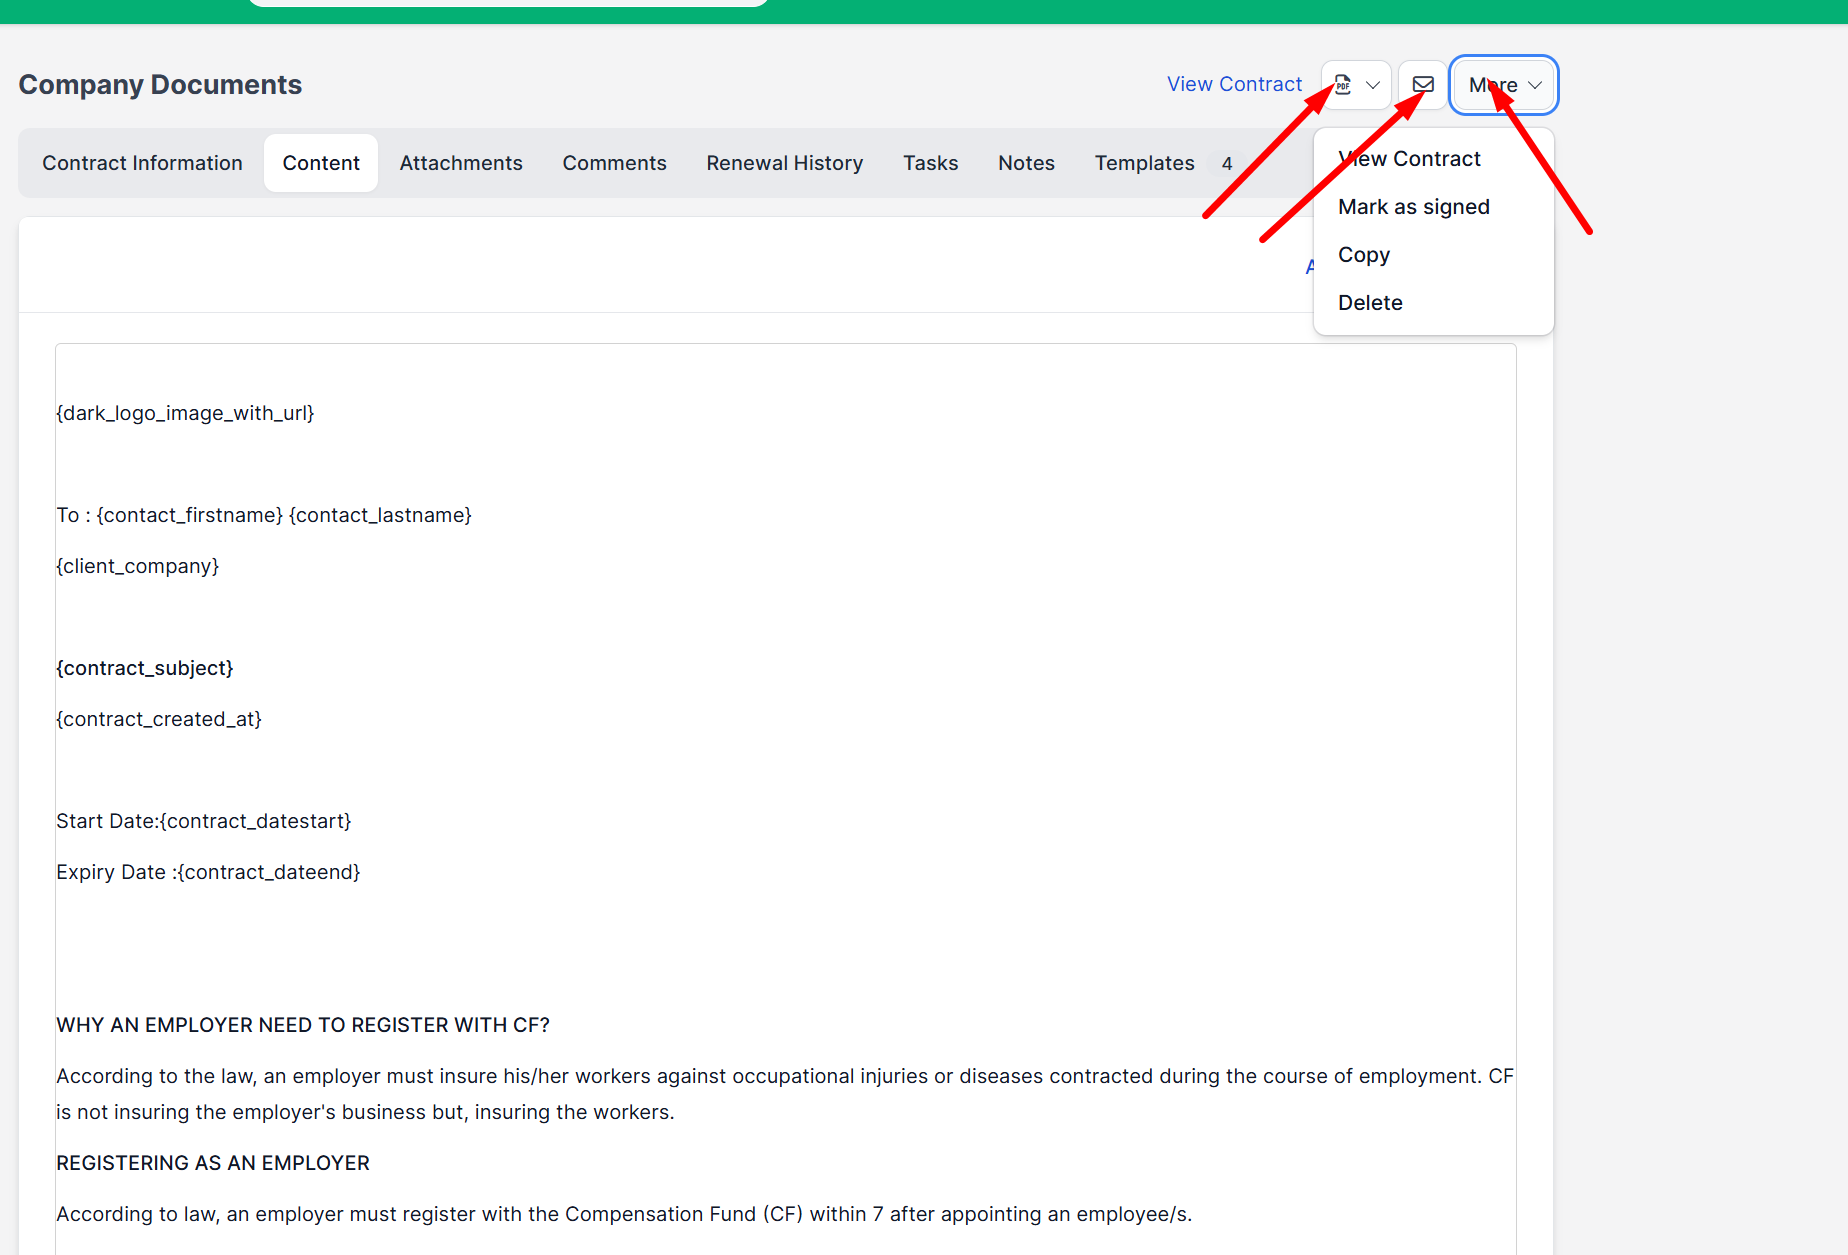 Company Documents
View Contract
PDF
More
Contract Information
Content
Attachments
Comments
Renewal History
Tasks
Notes
Templates 4
View Contract
Mark as signed
Copy
Delete
{dark_logo_image_with_url}
To : {contact_firstname} {contact_lastname}
{client_company}
{contract_subject}
{contract_created_at}
Start Date:{contract_datestart}
Expiry Date :{contract_dateend}
WHY AN EMPLOYER NEED TO REGISTER WITH CF?
According to the law, an employer must insure his/her workers against occupational injuries or diseases contracted during the course of employment. CF
is not insuring the employer's business but, insuring the workers.
REGISTERING AS AN EMPLOYER
According to law, an employer must register with the Compensation Fund (CF) within 7 after appointing an employee/s.